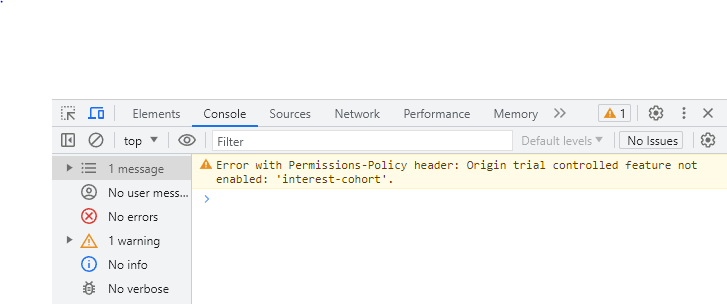 Elements Console Sources Network Performance Memory 1
top Filter Default levels No Issues
1 message
Error with Permissions-Policy header: Origin trial controlled feature not
enabled: 'interest-cohort'.
No user mess...
No errors
1 warning
No info
No verbose